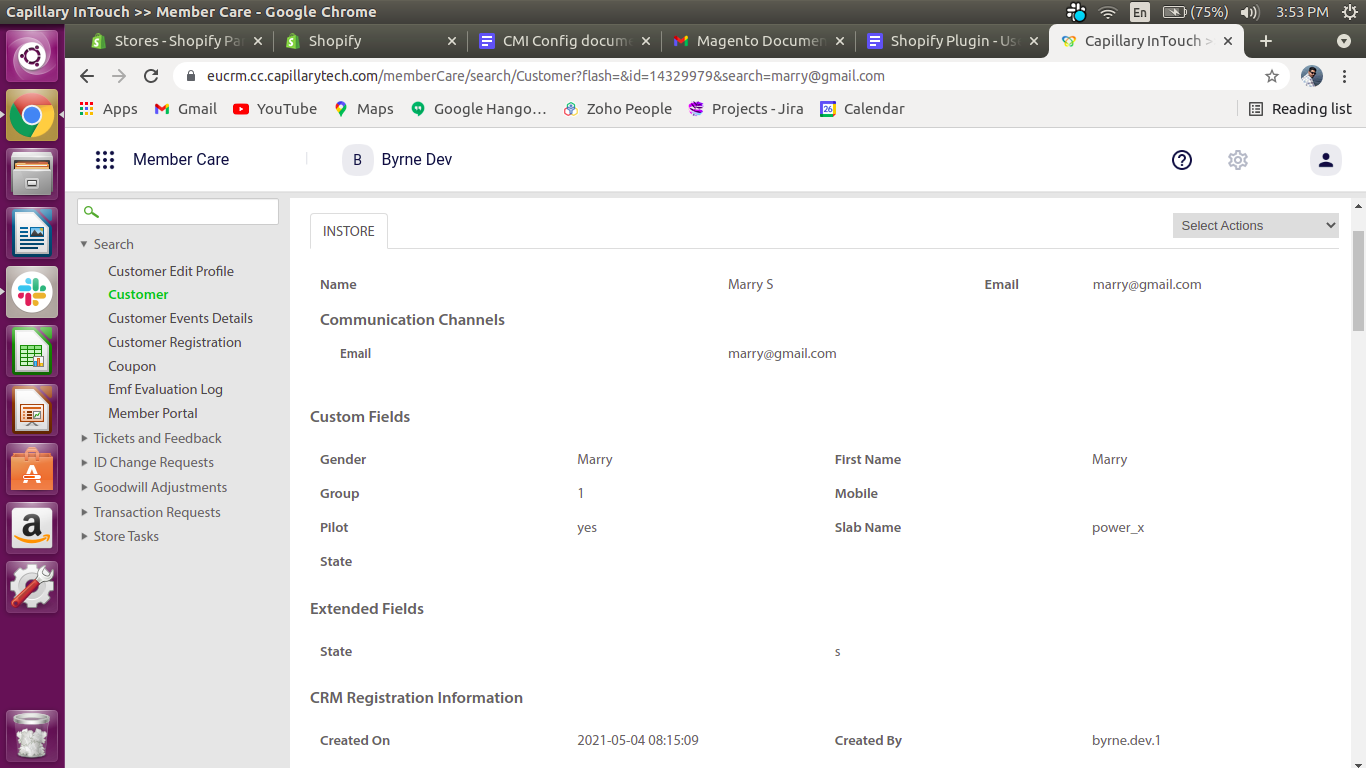 Capillary InTouch >> Member Care - Google Chrome En (75%) 3:53 PM
Stores - Shopify Pa Shopify CMI Config docum Magento Documen Shopify Plugin - Us Capillary InTouch >
eucrm.cc.capillarytech.com/memberCare/search/Customer?flash=&id=14329979&search=marry@gmail.com
Apps Gmail YouTube Maps Google Hango... Zoho People Projects - Jira 26 Calendar Reading list
Member Care B Byrne Dev
INSTORE Select Actions
Search
Customer Edit Profile
Customer
Customer Events Details
Customer Registration
Coupon
Emf Evaluation Log
Member Portal
Tickets and Feedback
ID Change Requests
Goodwill Adjustments
Transaction Requests
Store Tasks
Name Marry S Email marry@gmail.com
Communication Channels
Email marry@gmail.com
Custom Fields
Gender Marry First Name Marry
Group 1 Mobile
Pilot yes Slab Name power_x
State
Extended Fields
State s
CRM Registration Information
Created On 2021-05-04 08:15:09 Created By byrne.dev.1